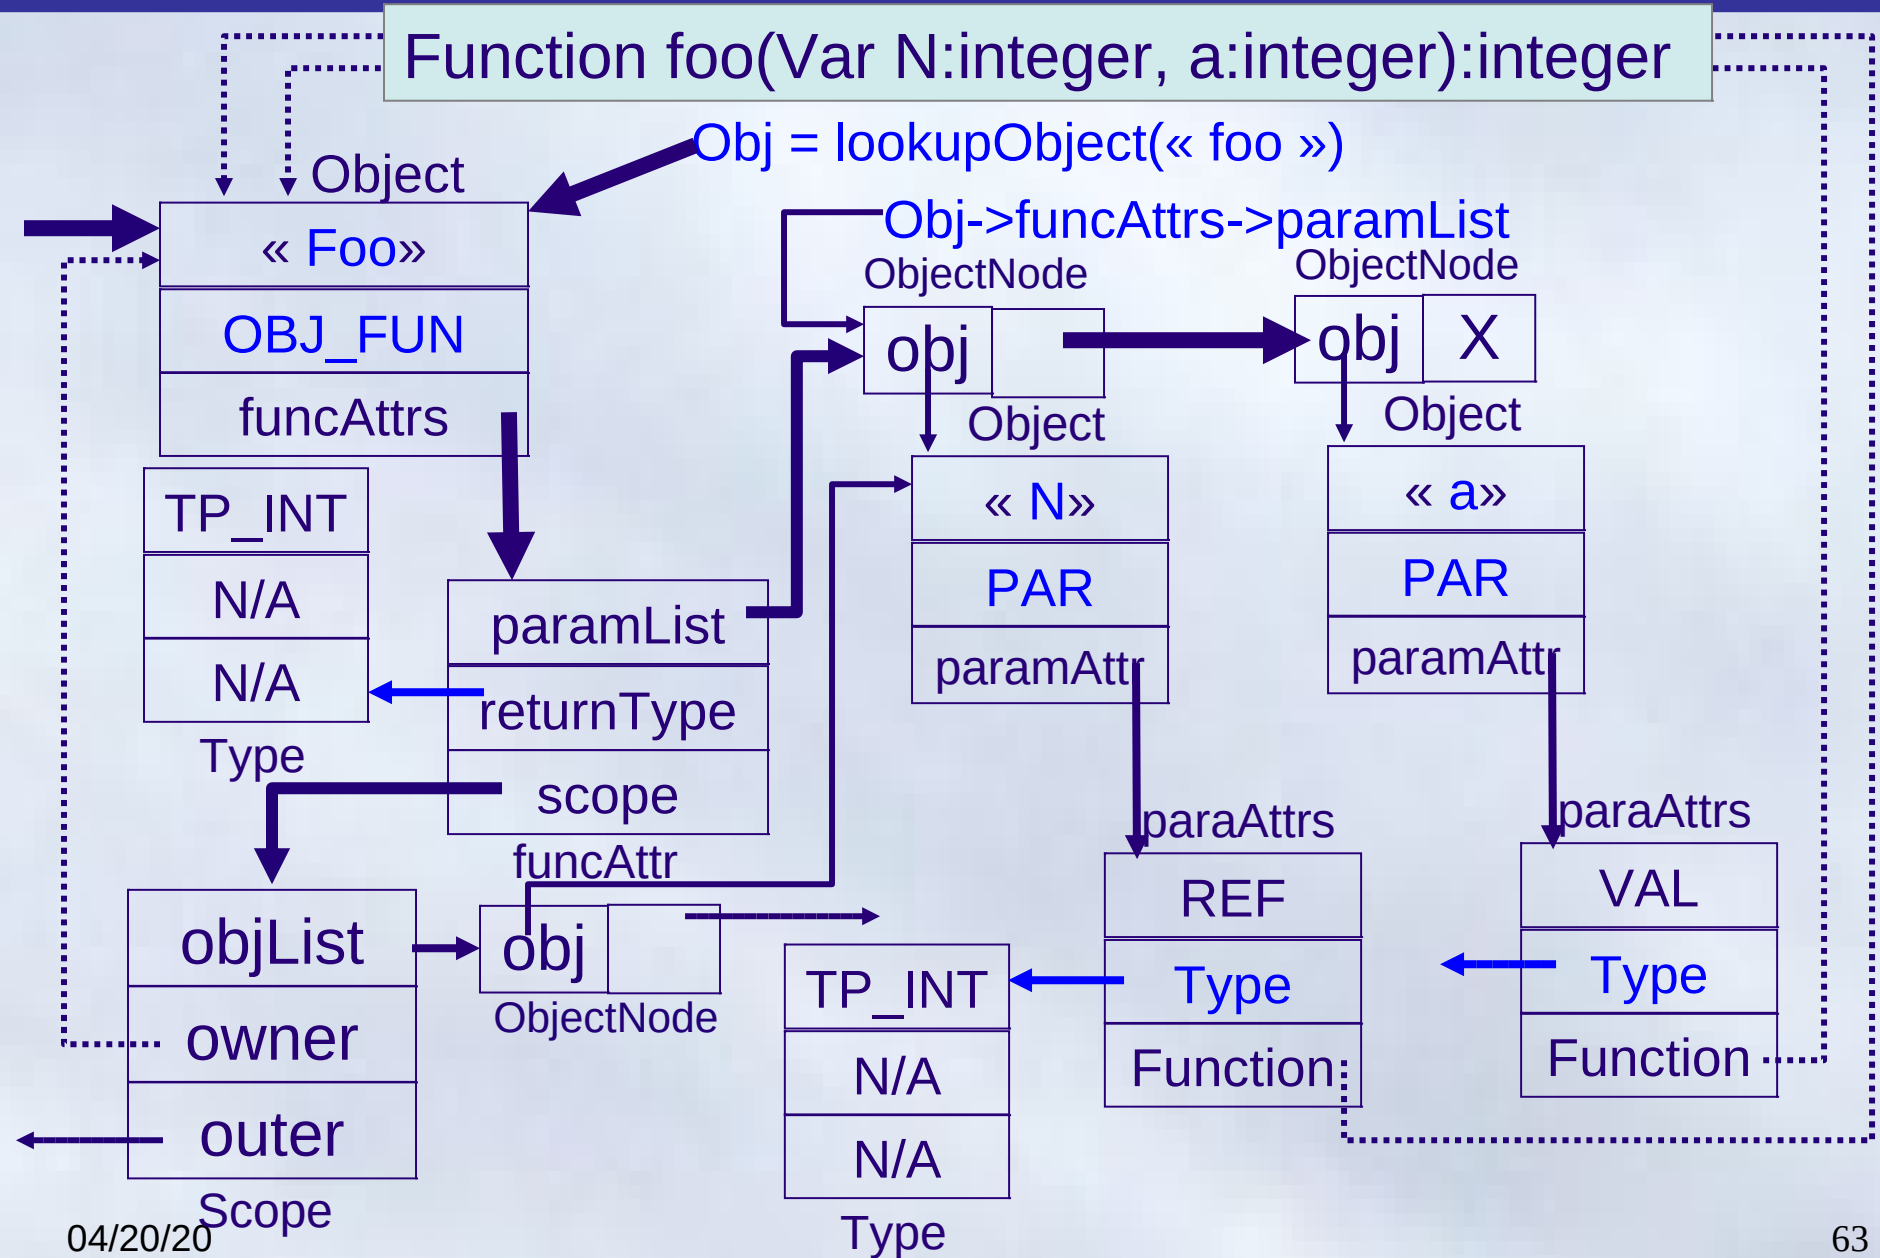 Function foo(Var N:integer, a:integer):integer
Obj = lookupObject(« foo »)
Object
« Foo»
OBJ_FUN
funcAttrs
Obj->funcAttrs->paramList
ObjectNode
obj
ObjectNode
obj
X
Object
« N»
PAR
paramAttr
Object
« a»
PAR
paramAttr
TP_INT
N/A
N/A
Type
paramList
returnType
scope
funcAttr
paraAttrs
REF
Type
Function
paraAttrs
VAL
Type
Function
objList
owner
outer
Scope
obj
ObjectNode
TP_INT
N/A
N/A
Type
04/20/20
63